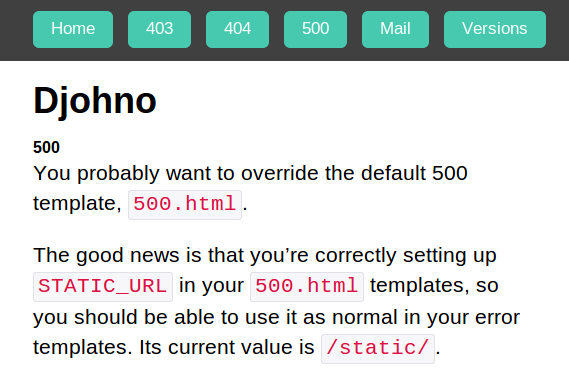 Home 403 404 500 Mail Versions
Djohno
500
You probably want to override the default 500
template, 500.html.
The good news is that you’re correctly setting up
STATIC_URL in your 500.html templates, so
you should be able to use it as normal in your error
templates. Its current value is /static/.